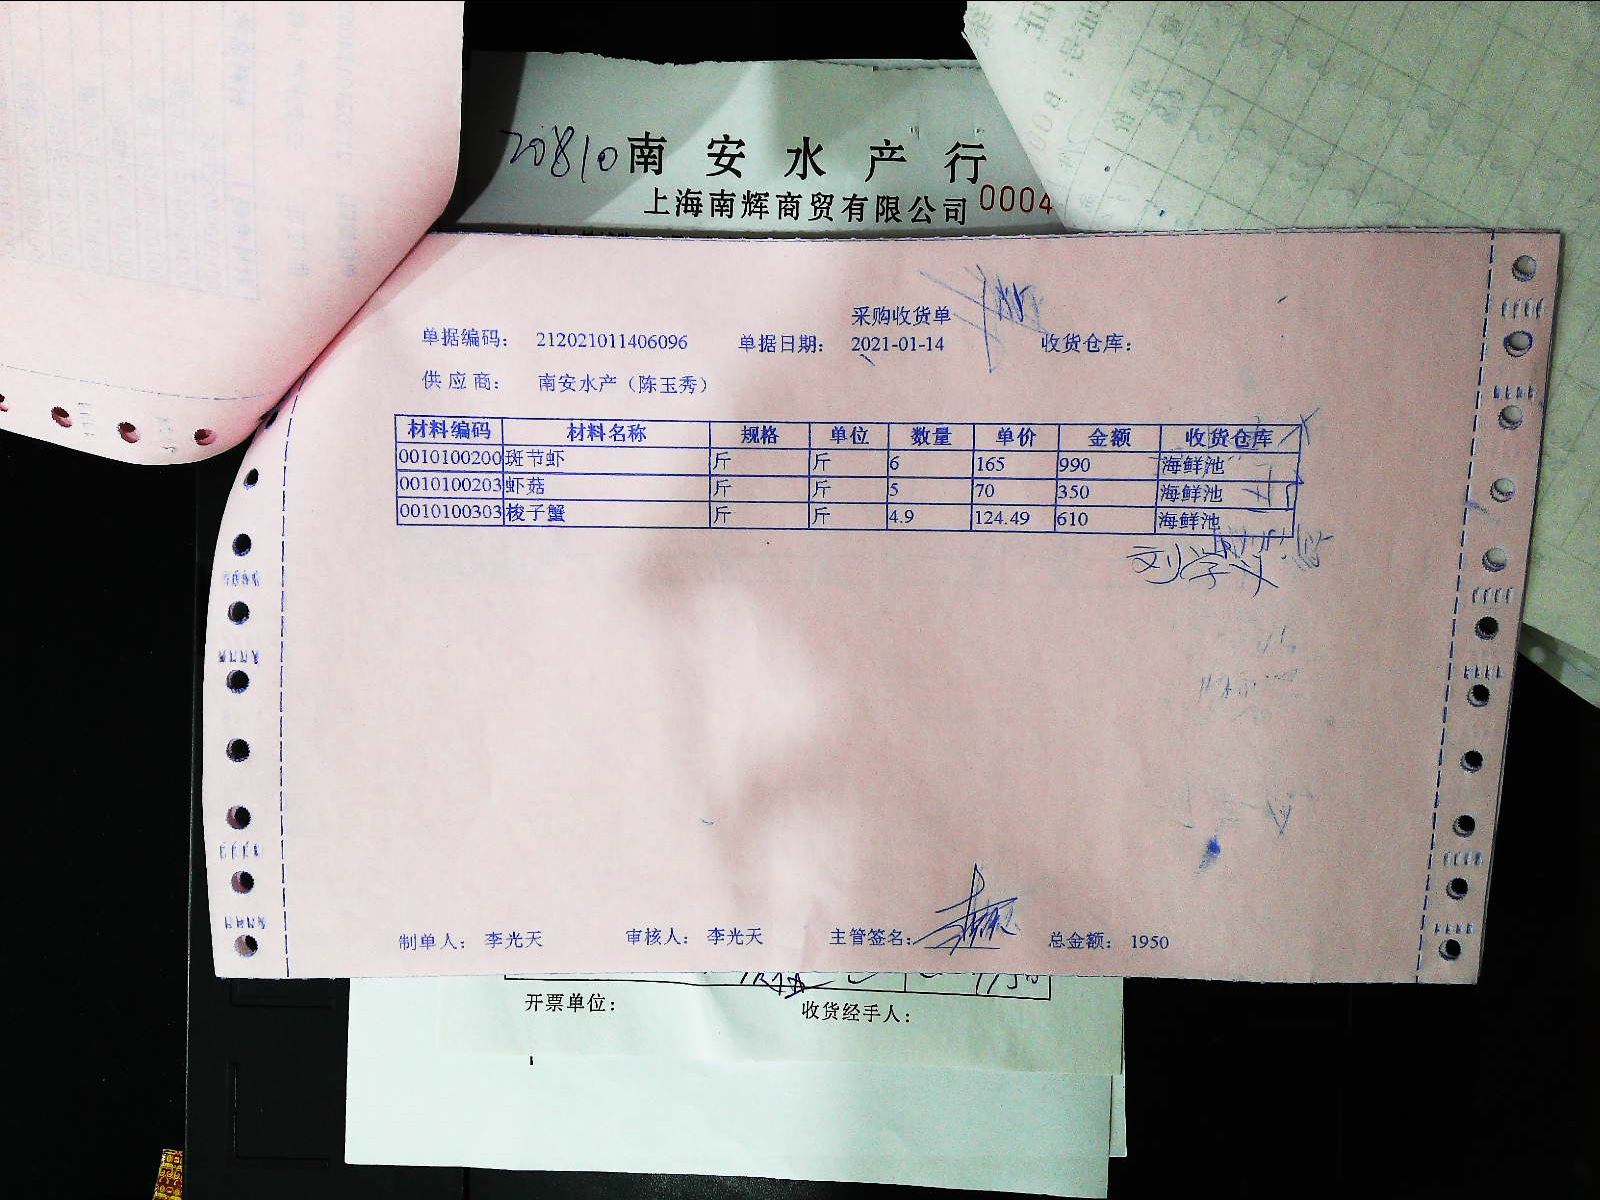 20810 南安水产行
上海南辉商贸有限公司 0004
采购收货单
单据编码： 212021011406096 单据日期： 2021-01-14 收货仓库：
供应商： 南安水产（陈玉秀）
材料编码 材料名称 规格 单位 数量 单价 金额 收货仓库
0010100200 斑节虾 斤 斤 6 165 990 海鲜池
0010100203 虾菇 斤 斤 5 70 350 海鲜池
0010100303 梭子蟹 斤 斤 4.9 124.49 610 海鲜池
制单人： 李光天 审核人： 李光天 主管签名： 总金额： 1950
开票单位： 收货经手人：